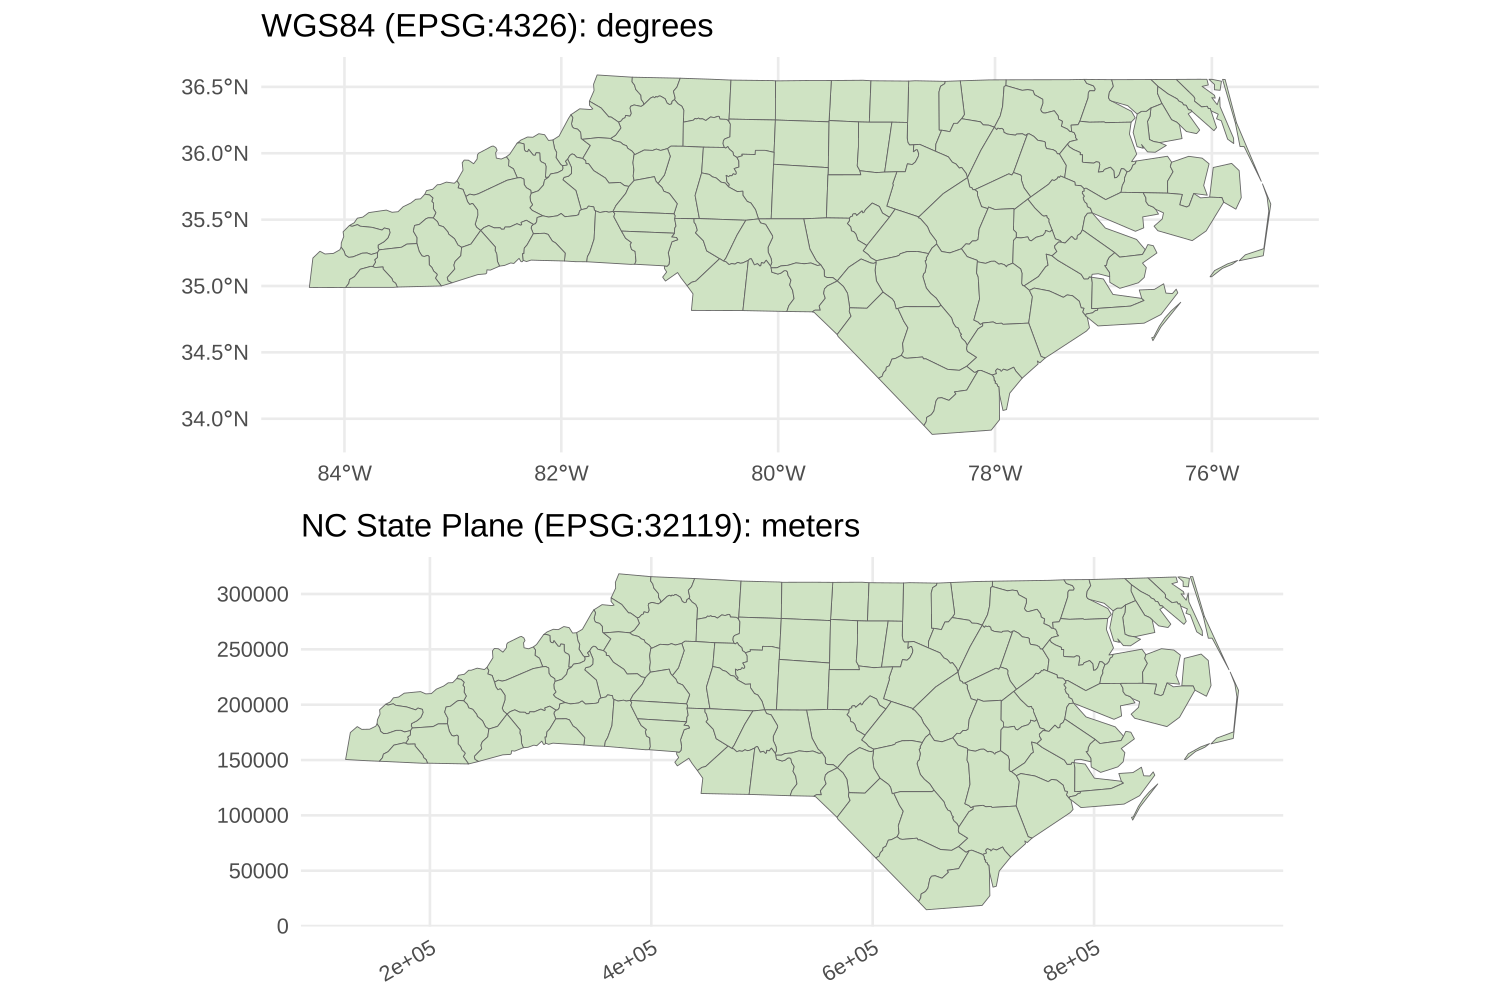 WGS84 (EPSG:4326): degrees
36.5°N
36.0°N
35.5°N
35.0°N
34.5°N
34.0°N
84°W 82°W 80°W 78°W 76°W
NC State Plane (EPSG:32119): meters
300000
250000
200000
150000
100000
50000
0
2e+05 4e+05 6e+05 8e+05